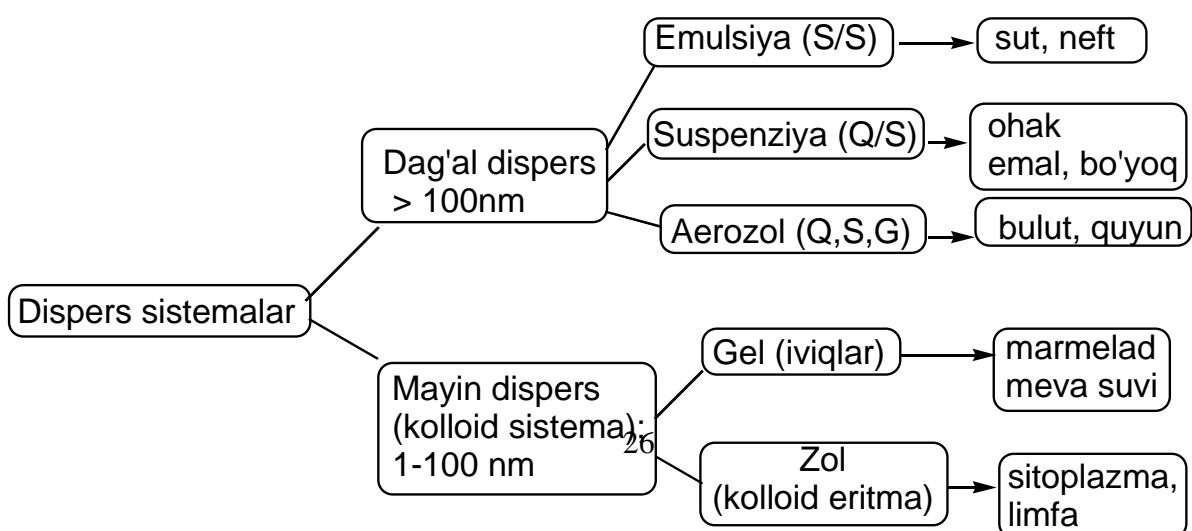 Emulsiya (S/S)
sut, neft
Suspenziya (Q/S)
ohak
emal, bo'yoq
Dag'al dispers
> 100nm
Aerozol (Q,S,G)
bulut, quyun
Dispers sistemalar
Gel (iviqlar)
marmelad
meva suvi
Mayin dispers
(kolloid sistema);
1-100 nm
26
Zol
(kolloid eritma)
sitoplazma,
limfa